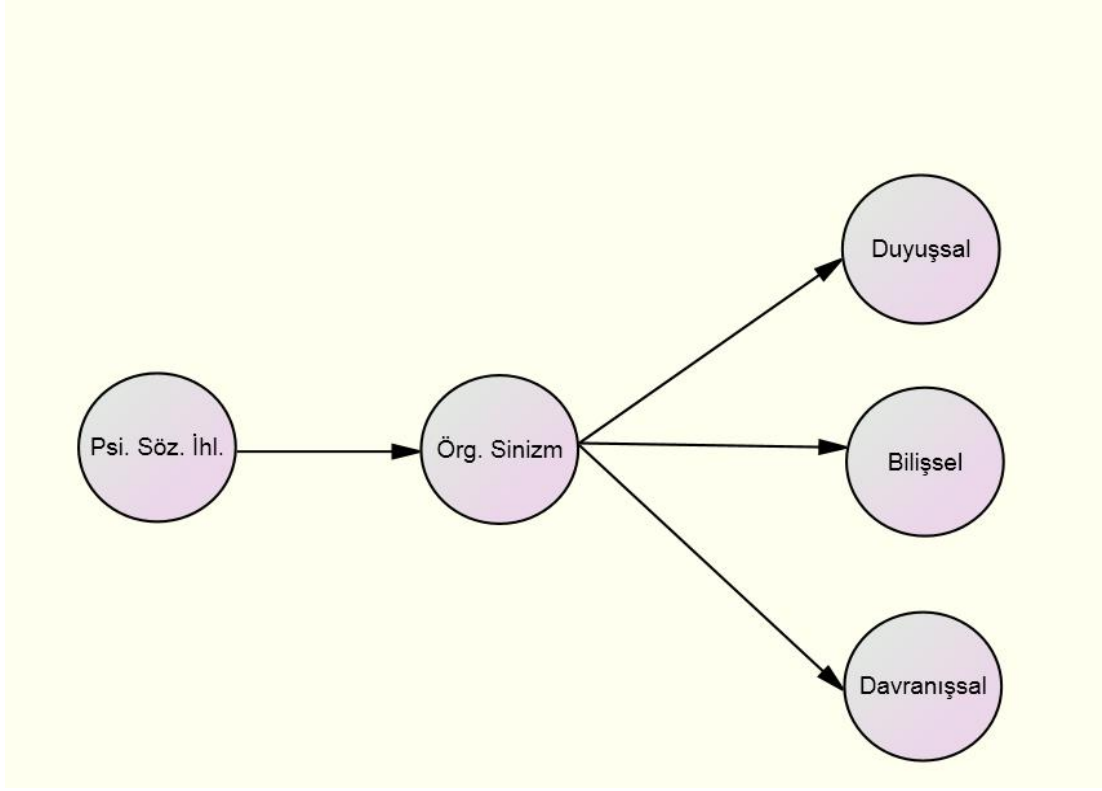 Duyuşsal
Psi. Söz. İhl.
Örg. Sinizm
Bilişsel
Davranışsal